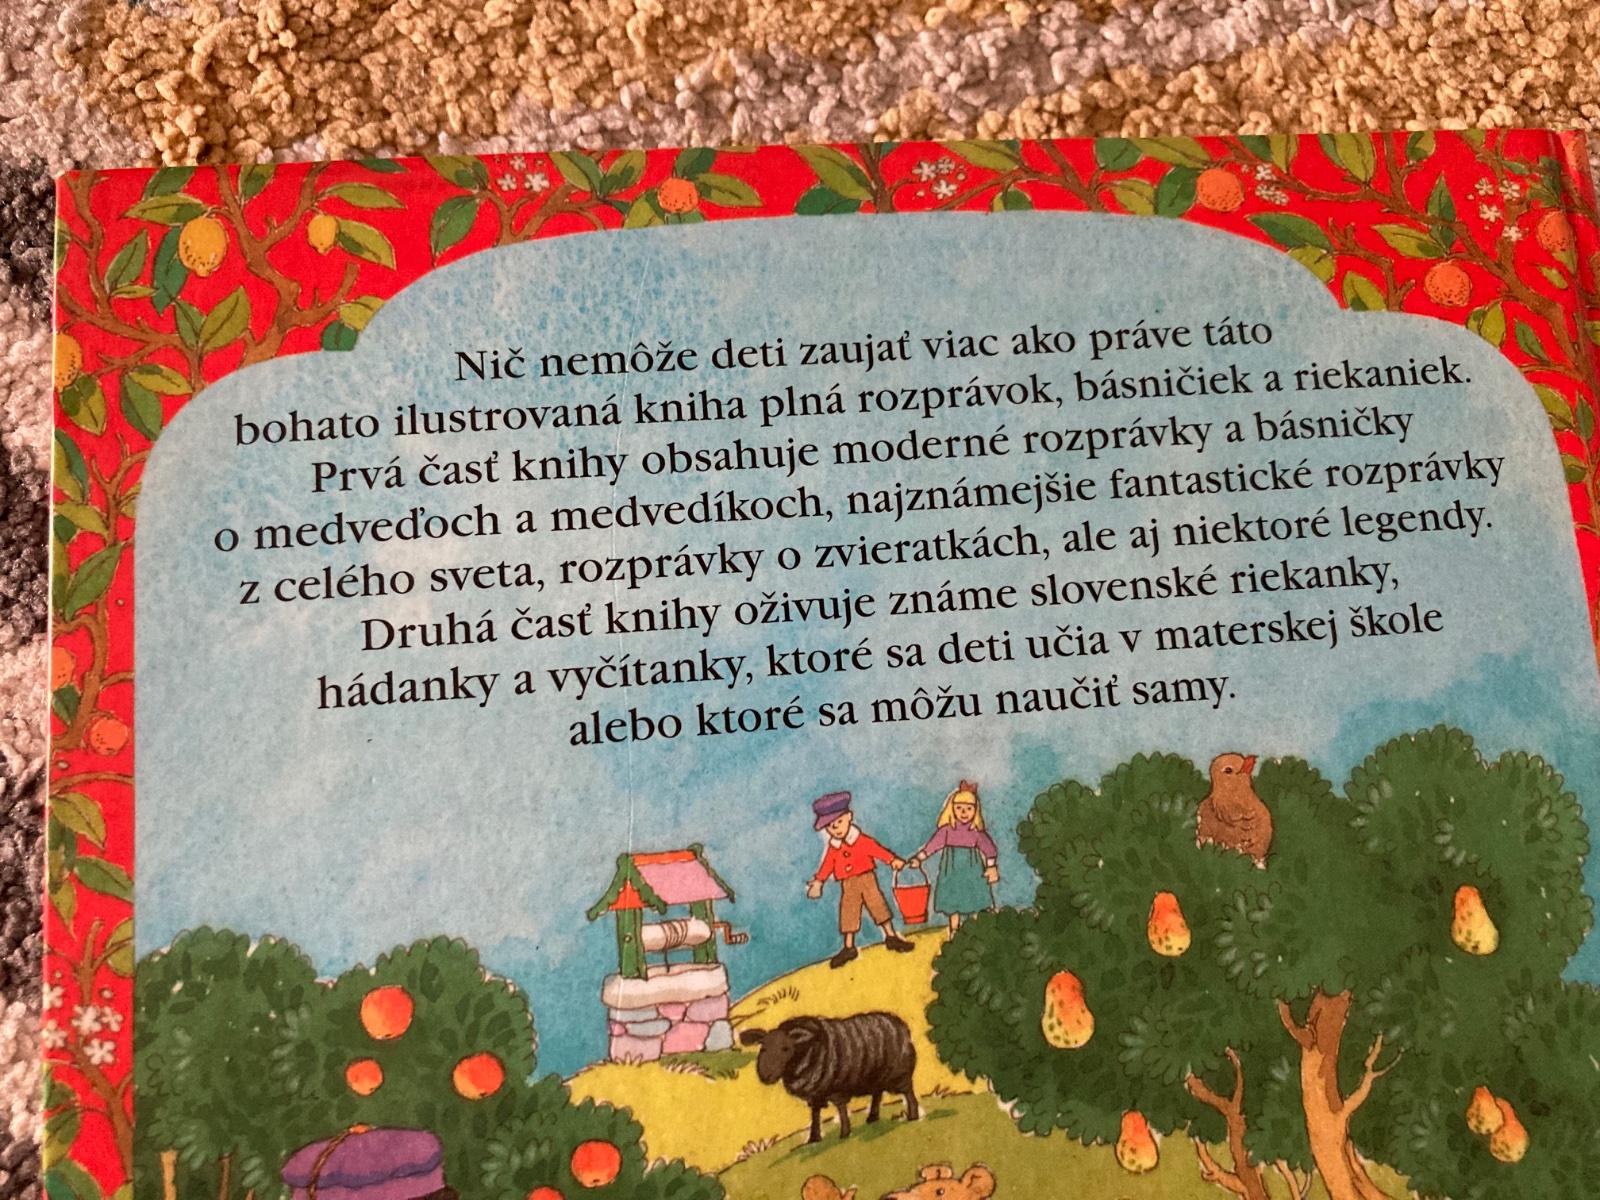 Nič nemôže deti zaujať viac ako práve táto
bohato ilustrovaná kniha plná rozprávok, básničiek a riekaniek.
Prvá časť knihy obsahuje moderné rozprávky a básničky
o medveďoch a medvedíkoch, najznámejšie fantastické rozprávky
z celého sveta, rozprávky o zvieratkách, ale aj niektoré legendy.
Druhá časť knihy oživuje známe slovenské riekanky,
hádanky a vyčítanky, ktoré sa deti učia v materskej škole
alebo ktoré sa môžu naučiť samy.